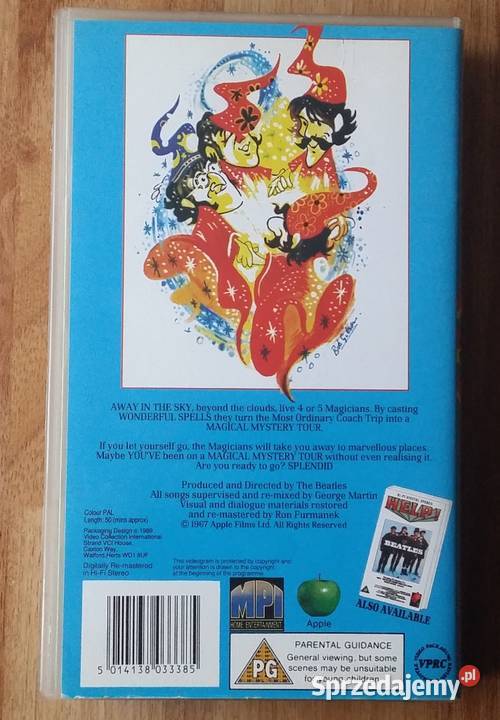 Bob Gibson
AWAY IN THE SKY, beyond the clouds, live 4 or 5 Magicians. By casting
WONDERFUL SPELLS they turn the Most Ordinary Coach Trip into a
MAGICAL MYSTERY TOUR.
If you let yourself go, the Magicians will take you away to marvellous places.
Maybe YOU'VE been on a MAGICAL MYSTERY TOUR without even realising it.
Are you ready to go? SPLENDID
Produced and Directed by The Beatles
All songs supervised and re-mixed by George Martin
Visual and dialogue materials restored
and re-mastered by Ron Furmanek
© 1967 Apple Films Ltd. All Rights Reserved
Colour PAL
Length: 50 (mins approx)
Packaging Design © 1989
Video Collection International
Strand VCI House,
Caxton Way,
Watford, Herts WD1 8UF
Digitally Re-mastered
in Hi-Fi Stereo
This videogram is protected by copyright and
your attention is drawn to the copyright
at the beginning of the programme
HELP!
BEATLES
ALSO AVAILABLE
MPI
HOME ENTERTAINMENT
Apple
5 014138 033385
PG
PARENTAL GUIDANCE
General viewing, but some
scenes may be unsuitable
for young children
VPRC
Sprzedajemy.pl